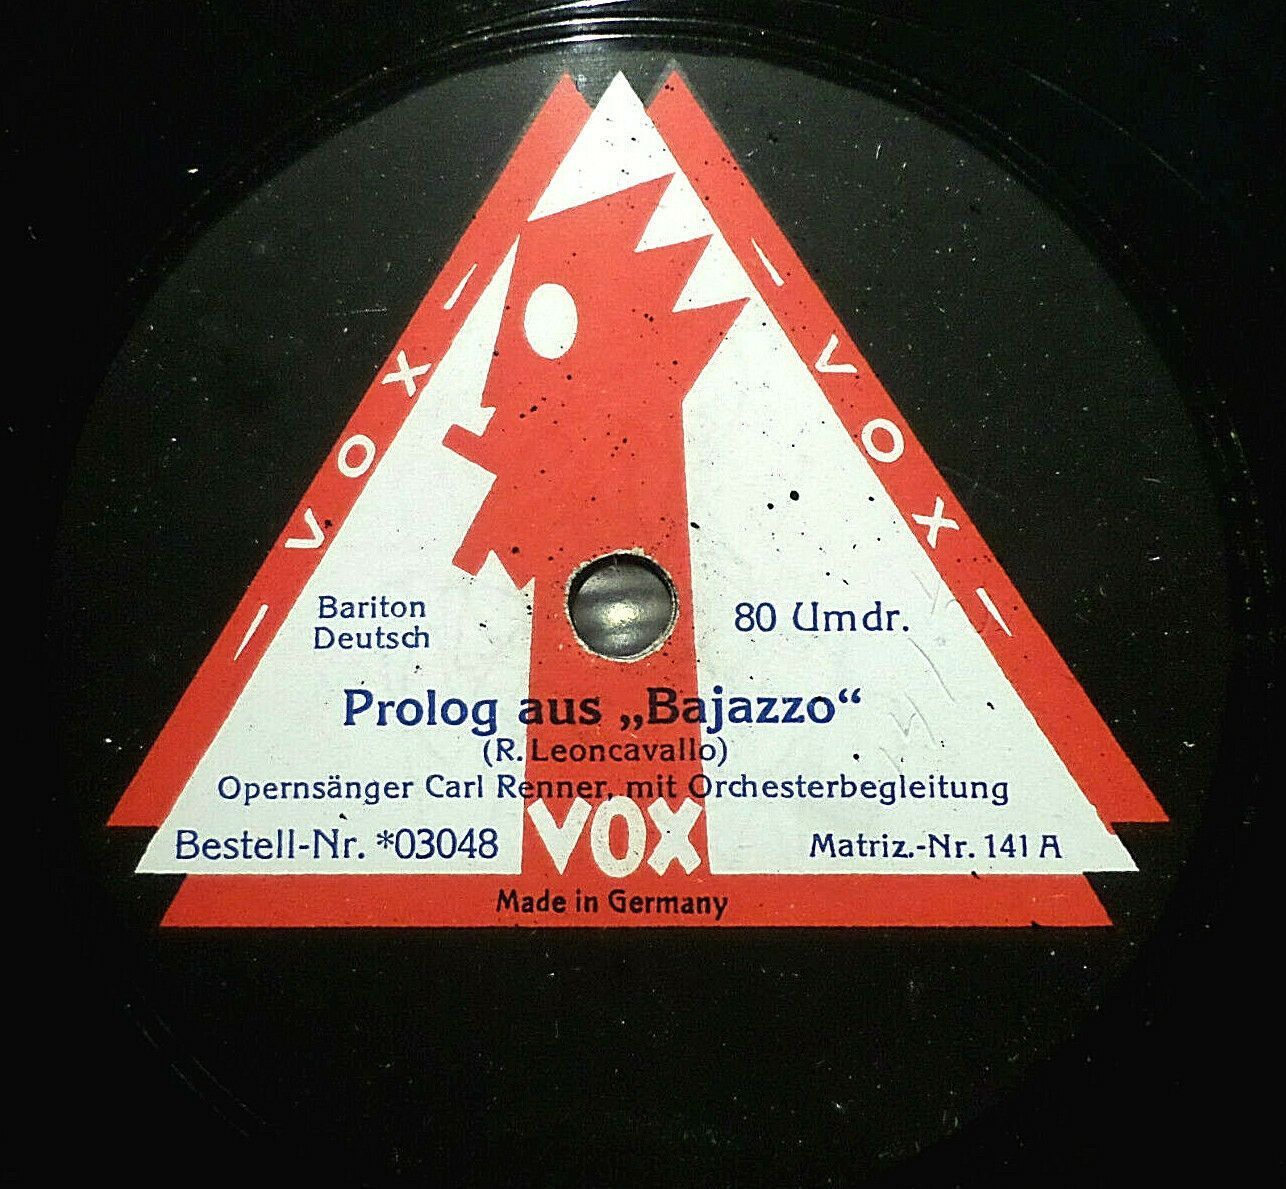 – VOX –
– VOX –
Bariton
Deutsch
80 Umdr.
Prolog aus „Bajazzo“
(R. Leoncavallo)
Opernsänger Carl Renner, mit Orchesterbegleitung
Bestell-Nr. *03048
VOX
Matriz.-Nr. 141 A
Made in Germany